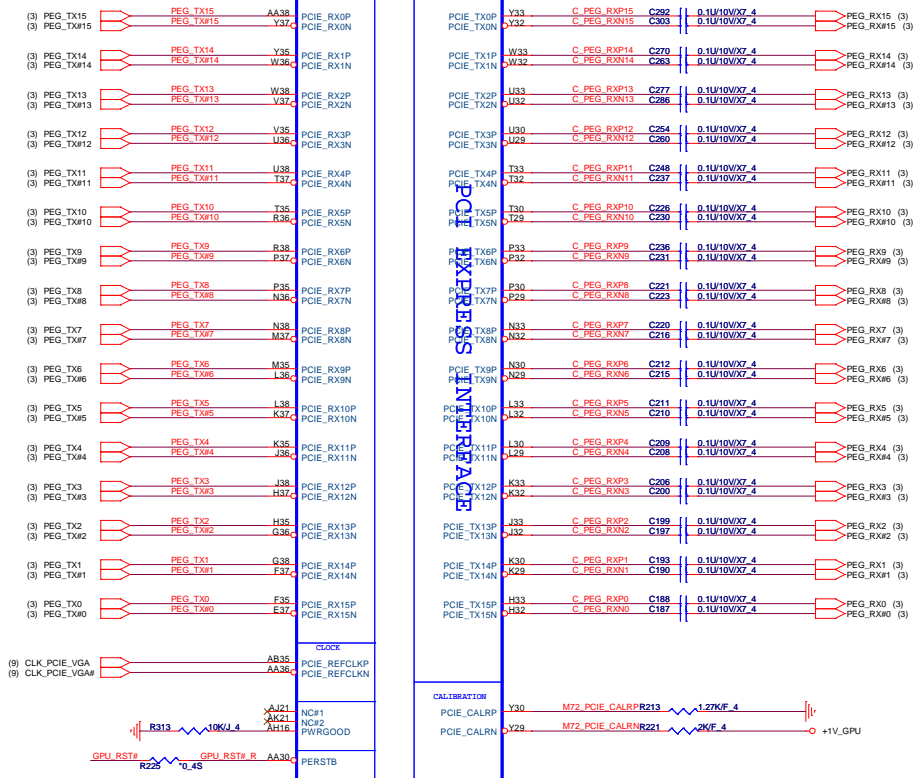 (3) PEG_TX15 PEG_TX15 AA38 PCIE_RX0P PCIE_TX0P Y33 C_PEG_RXP15 C292 0.1U/10V/X7_4 PEG_RX15 (3)
(3) PEG_TX#15 PEG_TX#15 Y37 PCIE_RX0N PCIE_TX0N Y32 C_PEG_RXN15 C303 0.1U/10V/X7_4 PEG_RX#15 (3)
(3) PEG_TX14 PEG_TX14 Y35 PCIE_RX1P PCIE_TX1P W33 C_PEG_RXP14 C270 0.1U/10V/X7_4 PEG_RX14 (3)
(3) PEG_TX#14 PEG_TX#14 W36 PCIE_RX1N PCIE_TX1N W32 C_PEG_RXN14 C263 0.1U/10V/X7_4 PEG_RX#14 (3)
(3) PEG_TX13 PEG_TX13 W38 PCIE_RX2P PCIE_TX2P U33 C_PEG_RXP13 C277 0.1U/10V/X7_4 PEG_RX13 (3)
(3) PEG_TX#13 PEG_TX#13 V37 PCIE_RX2N PCIE_TX2N U32 C_PEG_RXN13 C286 0.1U/10V/X7_4 PEG_RX#13 (3)
(3) PEG_TX12 PEG_TX12 V35 PCIE_RX3P PCIE_TX3P U30 C_PEG_RXP12 C254 0.1U/10V/X7_4 PEG_RX12 (3)
(3) PEG_TX#12 PEG_TX#12 U36 PCIE_RX3N PCIE_TX3N U29 C_PEG_RXN12 C260 0.1U/10V/X7_4 PEG_RX#12 (3)
(3) PEG_TX11 PEG_TX11 U38 PCIE_RX4P PCIE_TX4P T33 C_PEG_RXP11 C248 0.1U/10V/X7_4 PEG_RX11 (3)
(3) PEG_TX#11 PEG_TX#11 T37 PCIE_RX4N PCIE_TX4N T32 C_PEG_RXN11 C237 0.1U/10V/X7_4 PEG_RX#11 (3)
PCI EXPRESS INTERFACE
(3) PEG_TX10 PEG_TX10 T35 PCIE_RX5P PCIE_TX5P T30 C_PEG_RXP10 C226 0.1U/10V/X7_4 PEG_RX10 (3)
(3) PEG_TX#10 PEG_TX#10 R36 PCIE_RX5N PCIE_TX5N T29 C_PEG_RXN10 C230 0.1U/10V/X7_4 PEG_RX#10 (3)
(3) PEG_TX9 PEG_TX9 R38 PCIE_RX6P PCIE_TX6P P33 C_PEG_RXP9 C236 0.1U/10V/X7_4 PEG_RX9 (3)
(3) PEG_TX#9 PEG_TX#9 P37 PCIE_RX6N PCIE_TX6N P32 C_PEG_RXN9 C231 0.1U/10V/X7_4 PEG_RX#9 (3)
(3) PEG_TX8 PEG_TX8 P35 PCIE_RX7P PCIE_TX7P P30 C_PEG_RXP8 C221 0.1U/10V/X7_4 PEG_RX8 (3)
(3) PEG_TX#8 PEG_TX#8 N36 PCIE_RX7N PCIE_TX7N P29 C_PEG_RXN8 C223 0.1U/10V/X7_4 PEG_RX#8 (3)
(3) PEG_TX7 PEG_TX7 N38 PCIE_RX8P PCIE_TX8P N33 C_PEG_RXP7 C220 0.1U/10V/X7_4 PEG_RX7 (3)
(3) PEG_TX#7 PEG_TX#7 M37 PCIE_RX8N PCIE_TX8N N32 C_PEG_RXN7 C216 0.1U/10V/X7_4 PEG_RX#7 (3)
(3) PEG_TX6 PEG_TX6 M35 PCIE_RX9P PCIE_TX9P N30 C_PEG_RXP6 C212 0.1U/10V/X7_4 PEG_RX6 (3)
(3) PEG_TX#6 PEG_TX#6 L36 PCIE_RX9N PCIE_TX9N N29 C_PEG_RXN6 C215 0.1U/10V/X7_4 PEG_RX#6 (3)
(3) PEG_TX5 PEG_TX5 L38 PCIE_RX10P PCIE_TX10P L33 C_PEG_RXP5 C211 0.1U/10V/X7_4 PEG_RX5 (3)
(3) PEG_TX#5 PEG_TX#5 K37 PCIE_RX10N PCIE_TX10N L32 C_PEG_RXN5 C210 0.1U/10V/X7_4 PEG_RX#5 (3)
(3) PEG_TX4 PEG_TX4 K35 PCIE_RX11P PCIE_TX11P L30 C_PEG_RXP4 C209 0.1U/10V/X7_4 PEG_RX4 (3)
(3) PEG_TX#4 PEG_TX#4 J36 PCIE_RX11N PCIE_TX11N L29 C_PEG_RXN4 C208 0.1U/10V/X7_4 PEG_RX#4 (3)
(3) PEG_TX3 PEG_TX3 J38 PCIE_RX12P PCIE_TX12P K33 C_PEG_RXP3 C206 0.1U/10V/X7_4 PEG_RX3 (3)
(3) PEG_TX#3 PEG_TX#3 H37 PCIE_RX12N PCIE_TX12N K32 C_PEG_RXN3 C200 0.1U/10V/X7_4 PEG_RX#3 (3)
(3) PEG_TX2 PEG_TX2 H35 PCIE_RX13P PCIE_TX13P J33 C_PEG_RXP2 C199 0.1U/10V/X7_4 PEG_RX2 (3)
(3) PEG_TX#2 PEG_TX#2 G36 PCIE_RX13N PCIE_TX13N J32 C_PEG_RXN2 C197 0.1U/10V/X7_4 PEG_RX#2 (3)
(3) PEG_TX1 PEG_TX1 G38 PCIE_RX14P PCIE_TX14P K30 C_PEG_RXP1 C193 0.1U/10V/X7_4 PEG_RX1 (3)
(3) PEG_TX#1 PEG_TX#1 F37 PCIE_RX14N PCIE_TX14N K29 C_PEG_RXN1 C190 0.1U/10V/X7_4 PEG_RX#1 (3)
(3) PEG_TX0 PEG_TX0 F35 PCIE_RX15P PCIE_TX15P H33 C_PEG_RXP0 C188 0.1U/10V/X7_4 PEG_RX0 (3)
(3) PEG_TX#0 PEG_TX#0 E37 PCIE_RX15N PCIE_TX15N H32 C_PEG_RXN0 C187 0.1U/10V/X7_4 PEG_RX#0 (3)
CLOCK
(9) CLK_PCIE_VGA AB35 PCIE_REFCLKP
(9) CLK_PCIE_VGA# AA36 PCIE_REFCLKN
CALIBRATION
AJ21 NC#1 PCIE_CALRP Y30 M72_PCIE_CALRP R213 1.27K/F_4
AK21 NC#2
R313 10K/J_4 AH16 PWRGOOD PCIE_CALRN Y29 M72_PCIE_CALRN R221 2K/F_4 +1V_GPU
GPU_RST# R225 *0_4S GPU_RST#_R AA30 PERSTB